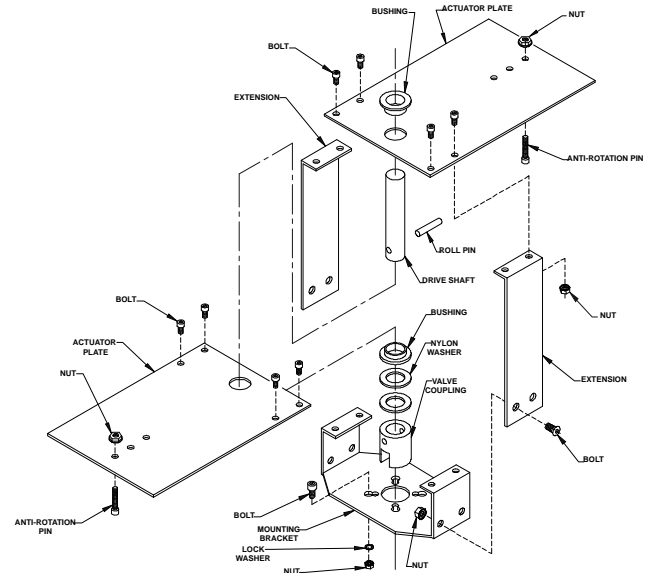 BUSHING
ACTUATOR PLATE
NUT
BOLT
EXTENSION
ANTI-ROTATION PIN
ROLL PIN
DRIVE SHAFT
BOLT
BUSHING
NUT
ACTUATOR
PLATE
NYLON
WASHER
NUT
VALVE
COUPLING
EXTENSION
BOLT
BOLT
ANTI-ROTATION
PIN
MOUNTING
BRACKET
LOCK
WASHER
NUT
NUT